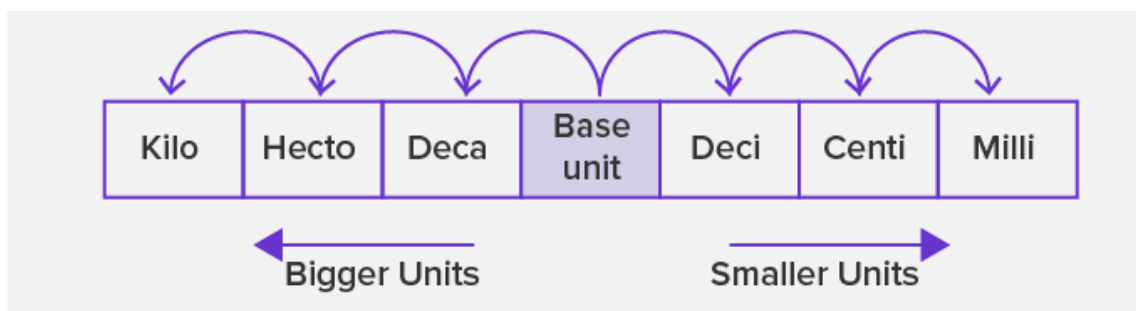 Kilo Hecto Deca Base unit Deci Centi Milli
Bigger Units Smaller Units